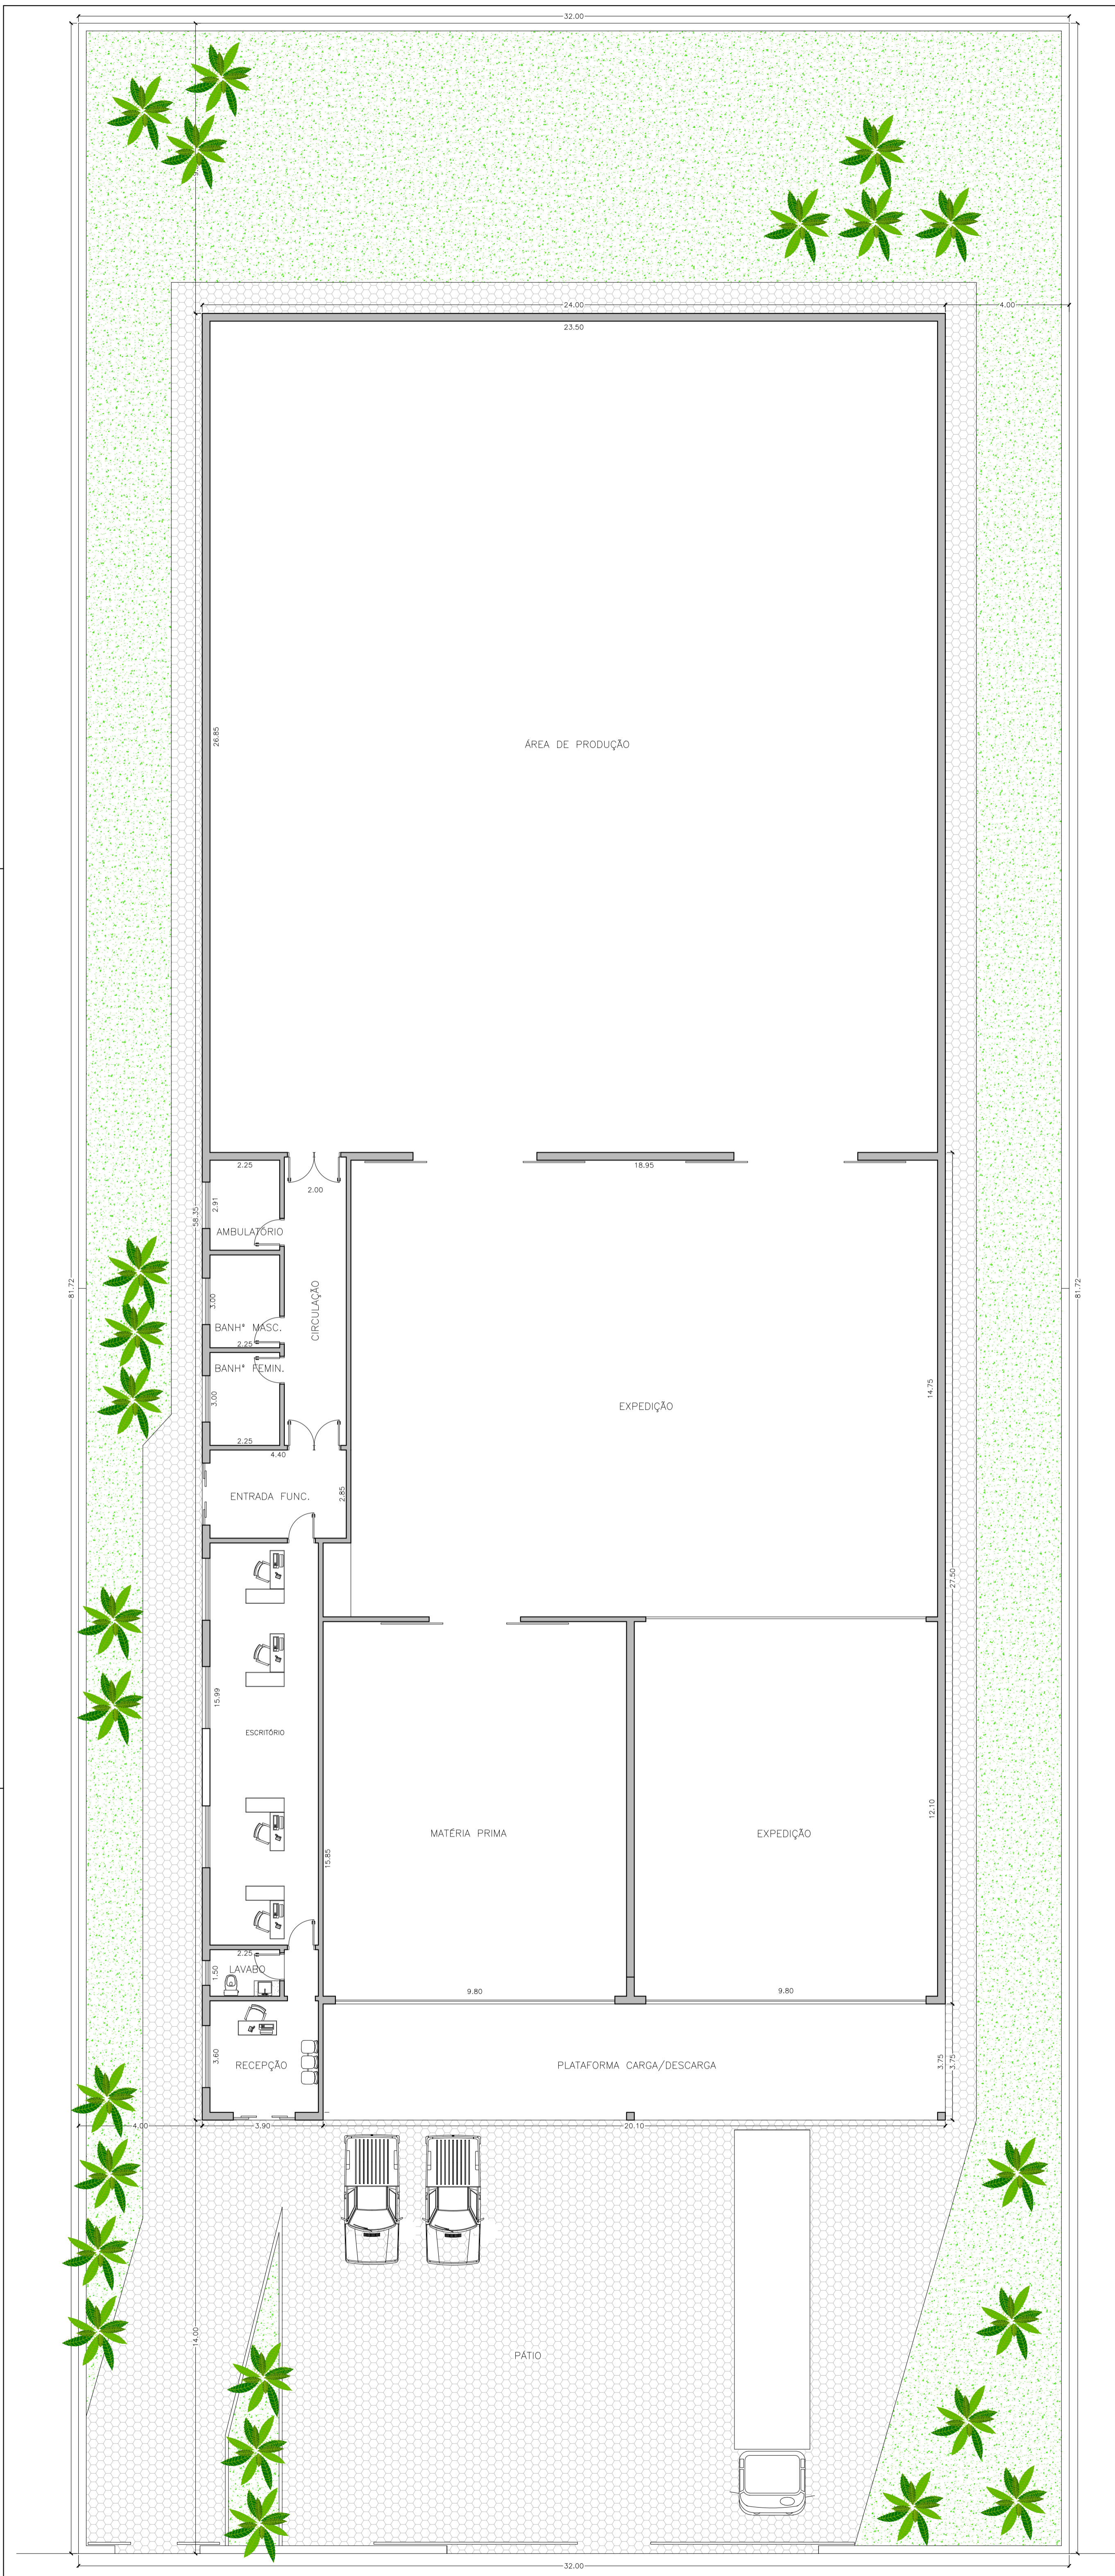 32.00
24.00
4.00
23.50
26.85
ÁREA DE PRODUÇÃO
2.25
18.95
2.00
2.91
58.35
AMBULATÓRIO
81.72
81.72
3.00
CIRCULAÇÃO
BANHº MASC.
2.25
BANHº FEMIN.
3.00
14.75
EXPEDIÇÃO
2.25
4.40
ENTRADA FUNC.
2.85
27.50
15.99
ESCRITÓRIO
12.10
MATÉRIA PRIMA
EXPEDIÇÃO
15.85
2.25
LAVABO
1.50
9.80
9.80
3.60
RECEPÇÃO
PLATAFORMA CARGA/DESCARGA
3.75
3.75
4.00
3.90
20.10
14.00
PÁTIO
32.00